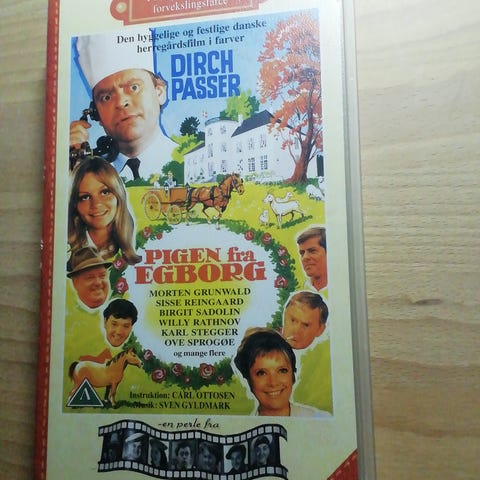 forvekslingsfarce
Den hyggelige og festlige danske
herregårdsfilm i farver
DIRCH
PASSER
PIGEN fra
EGBORG
MORTEN GRUNWALD
SISSE REINGAARD
BIRGIT SADOLIN
WILLY RATHNOV
KARL STEGGER
OVE SPROGØE
og mange flere
A
Instruktion: CARL OTTOSEN
Musik: SVEN GYLDMARK
-en perle fra